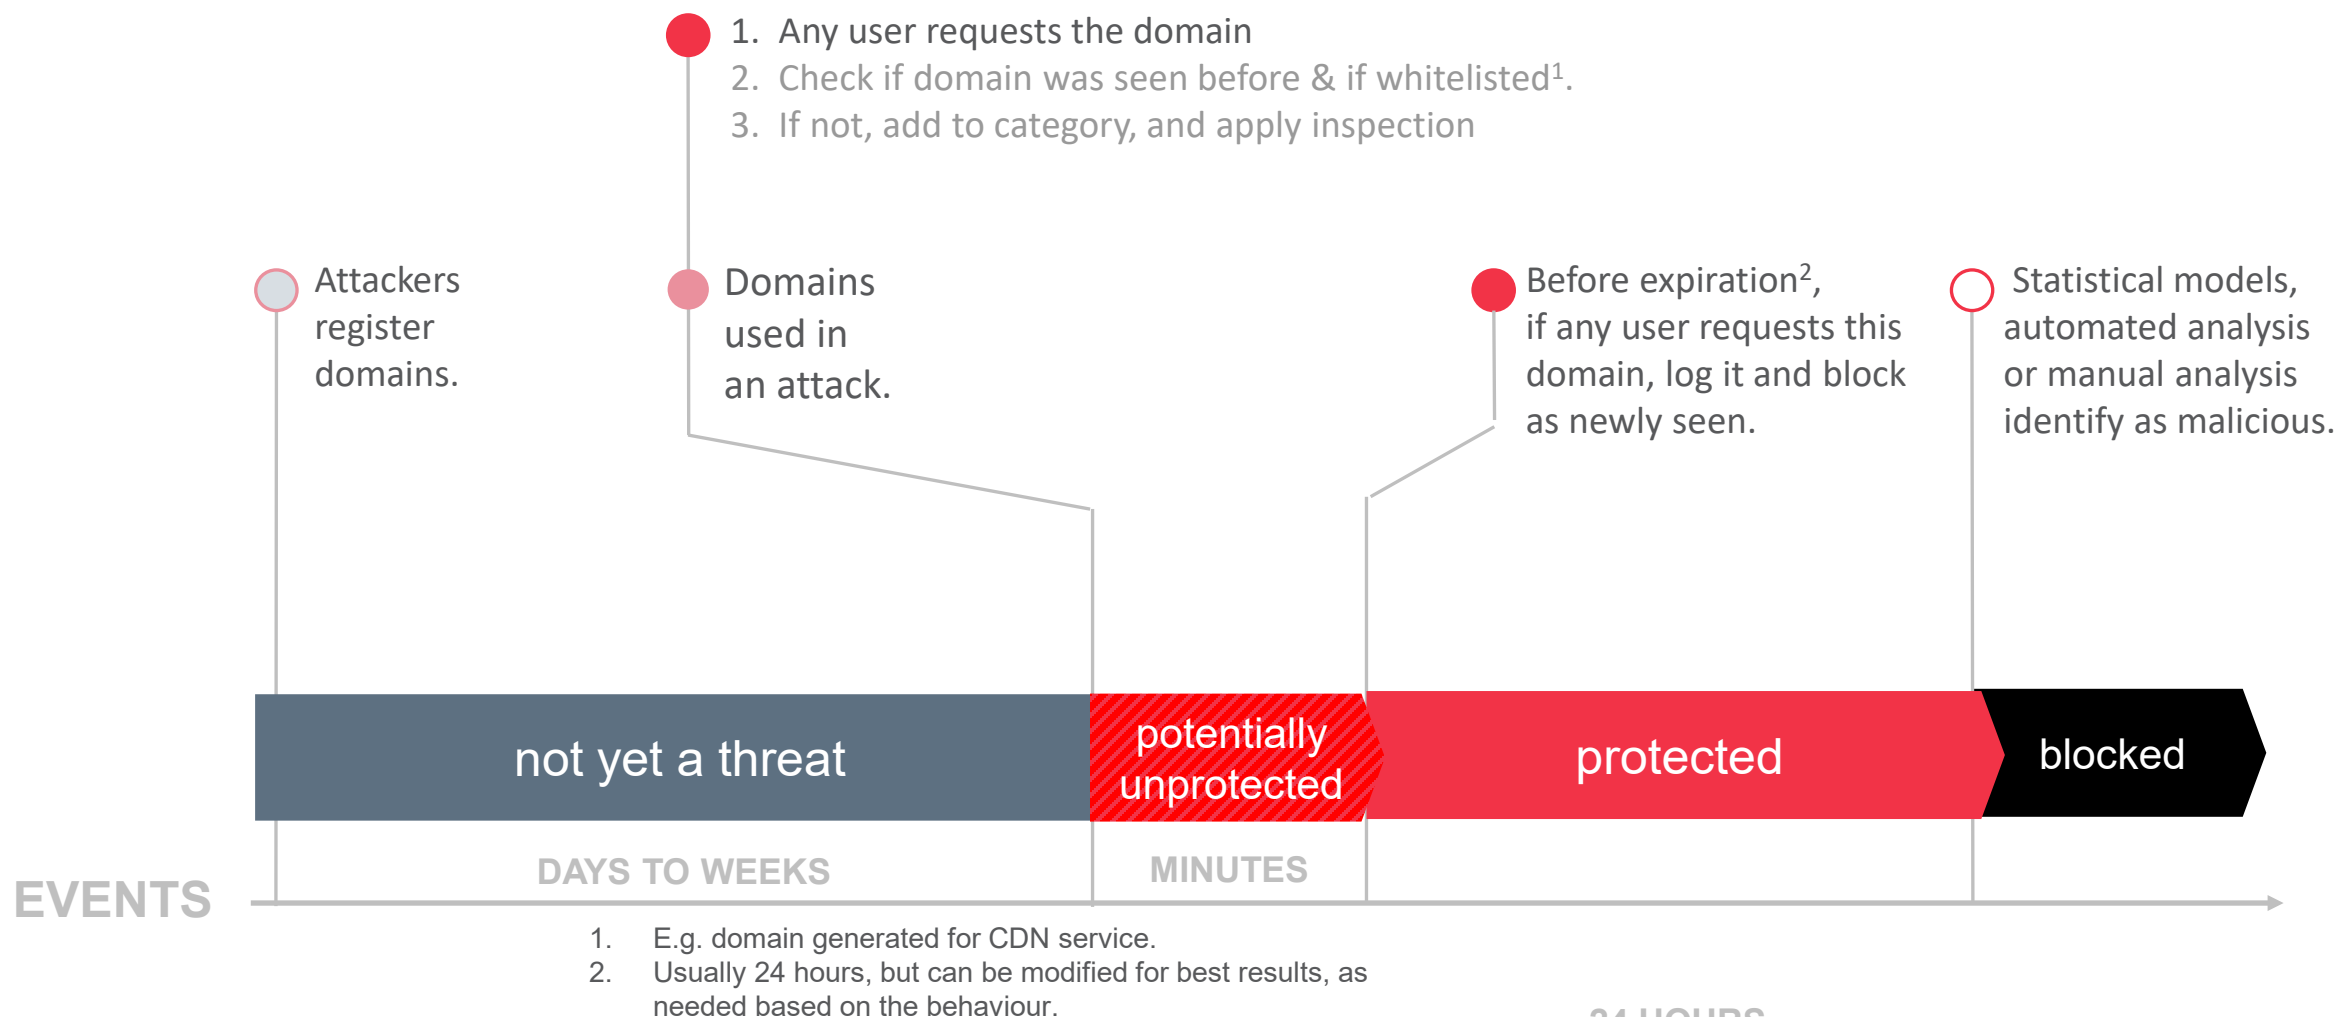 1. Any user requests the domain
2. Check if domain was seen before & if whitelisted¹.
3. If not, add to category, and apply inspection
Attackers
register
domains.
Domains
used in
an attack.
Before expiration²,
if any user requests this
domain, log it and block
as newly seen.
Statistical models,
automated analysis
or manual analysis
identify as malicious.
not yet a threat
potentially
unprotected
protected
blocked
DAYS TO WEEKS
MINUTES
EVENTS
1. E.g. domain generated for CDN service.
2. Usually 24 hours, but can be modified for best results, as
needed based on the behaviour.
24 HOURS